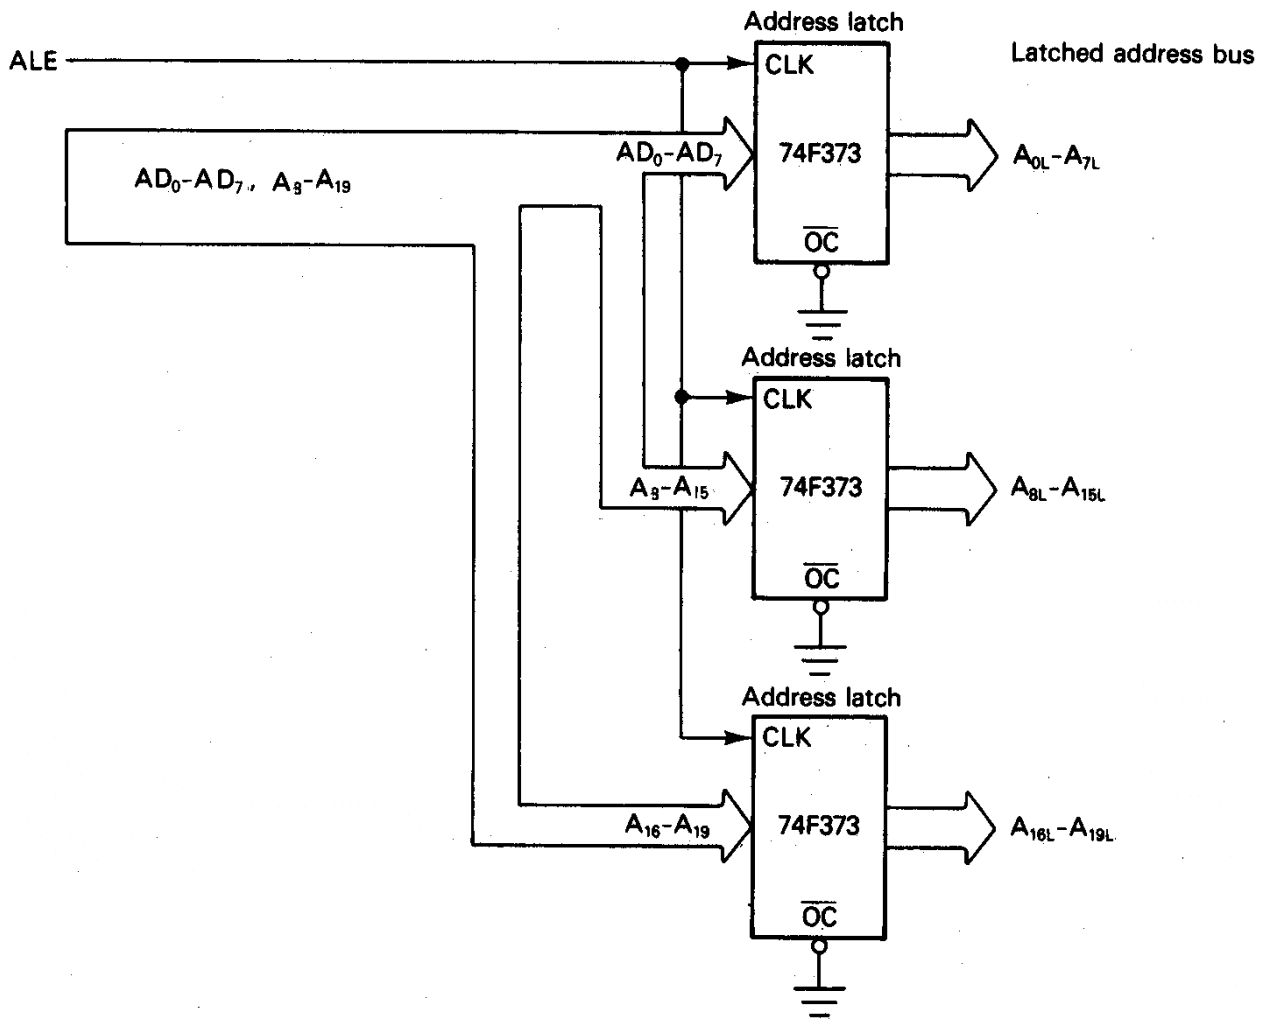 Address latch
Latched address bus
ALE
CLK
AD₀-AD₇
74F373
A₀L-A₇L
AD₀-AD₇, A₈-A₁₉
OC
Address latch
CLK
A₈-A₁₅
74F373
A₈L-A₁₅L
OC
Address latch
CLK
A₁₆-A₁₉
74F373
A₁₆L-A₁₉L
OC